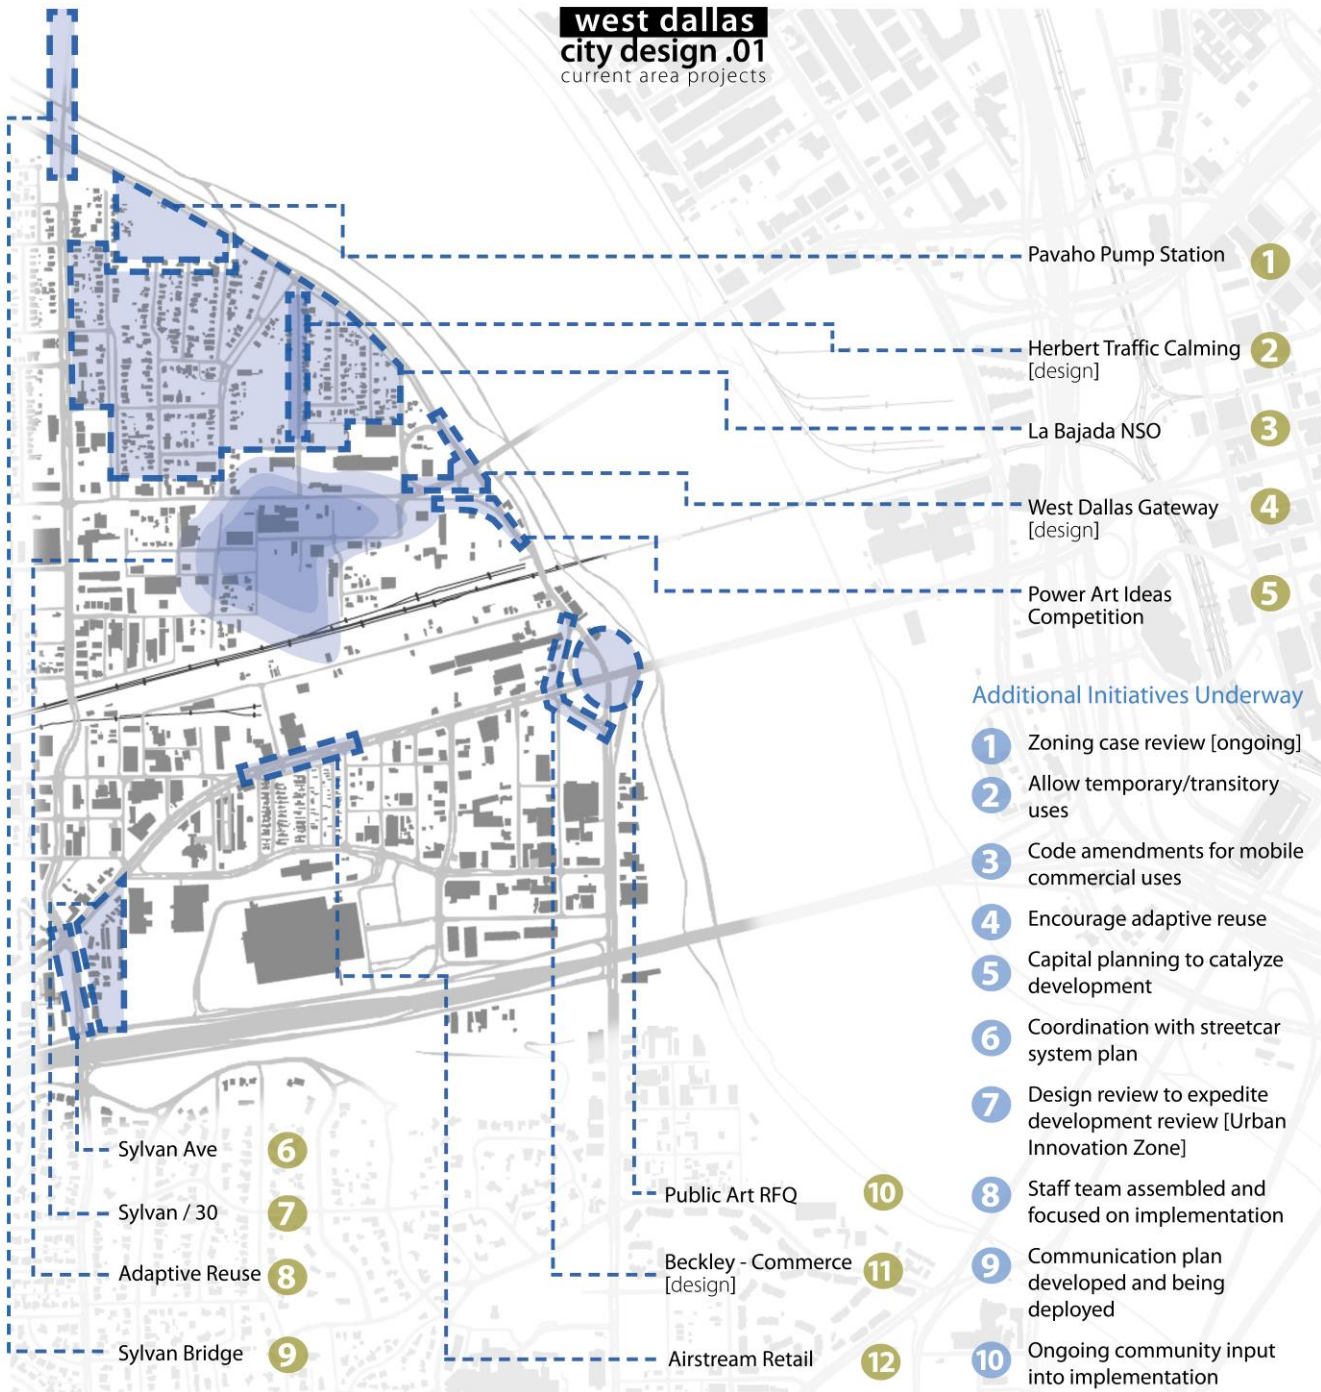 west dallas
city design .01
current area projects
Pavaho Pump Station 1
Herbert Traffic Calming 2
[design]
La Bajada NSO 3
West Dallas Gateway 4
[design]
Power Art Ideas 5
Competition
Additional Initiatives Underway
1 Zoning case review [ongoing]
2 Allow temporary/transitory
uses
3 Code amendments for mobile
commercial uses
4 Encourage adaptive reuse
5 Capital planning to catalyze
development
6 Coordination with streetcar
system plan
7 Design review to expedite
development review [Urban
Innovation Zone]
8 Staff team assembled and
focused on implementation
9 Communication plan
developed and being
deployed
10 Ongoing community input
into implementation
Sylvan Ave 6
Sylvan / 30 7
Adaptive Reuse 8
Sylvan Bridge 9
Public Art RFQ 10
Beckley - Commerce 11
[design]
Airstream Retail 12